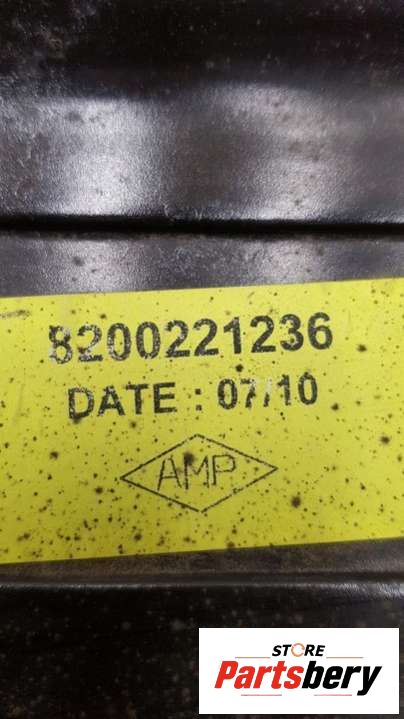 8200221236
DATE : 07/10
AMP
STORE
Partsbery